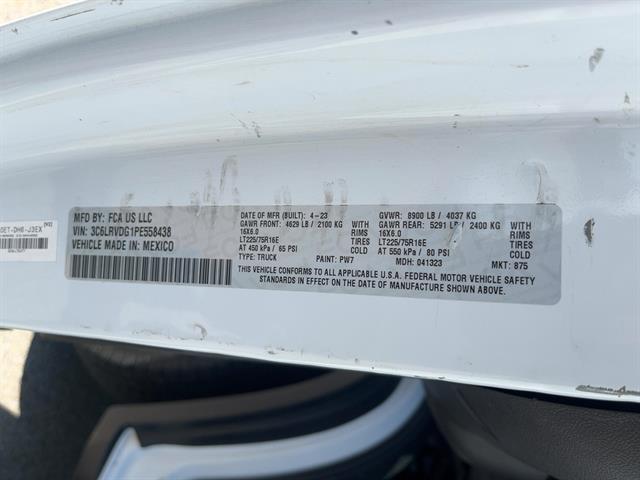 0ET-DH6-J3EX
MFD BY: FCA US LLC
VIN: 3C6LRVDG1PE558438
VEHICLE MADE IN: MEXICO
DATE OF MFR (BUILT): 4-23
GVWR: 8900 LB / 4037 KG
GAWR FRONT: 4629 LB / 2100 KG
GAWR REAR: 5291 LB / 2400 KG
16X6.0 RIMS
16X6.0 RIMS
LT225/75R16E TIRES
LT225/75R16E TIRES
AT 450 kPa / 65 PSI COLD
AT 550 kPa / 80 PSI COLD
TYPE: TRUCK PAINT: PW7 MDH: 041323 MKT: 875
THIS VEHICLE CONFORMS TO ALL APPLICABLE U.S.A. FEDERAL MOTOR VEHICLE SAFETY
STANDARDS IN EFFECT ON THE DATE OF MANUFACTURE SHOWN ABOVE.